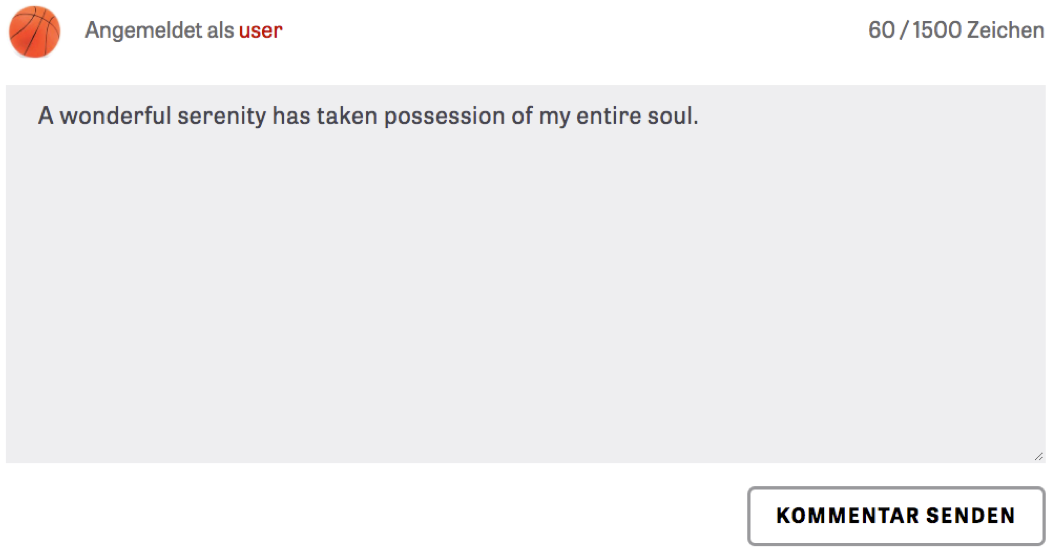 Angemeldet als user
60 / 1500 Zeichen
A wonderful serenity has taken possession of my entire soul.
KOMMENTAR SENDEN